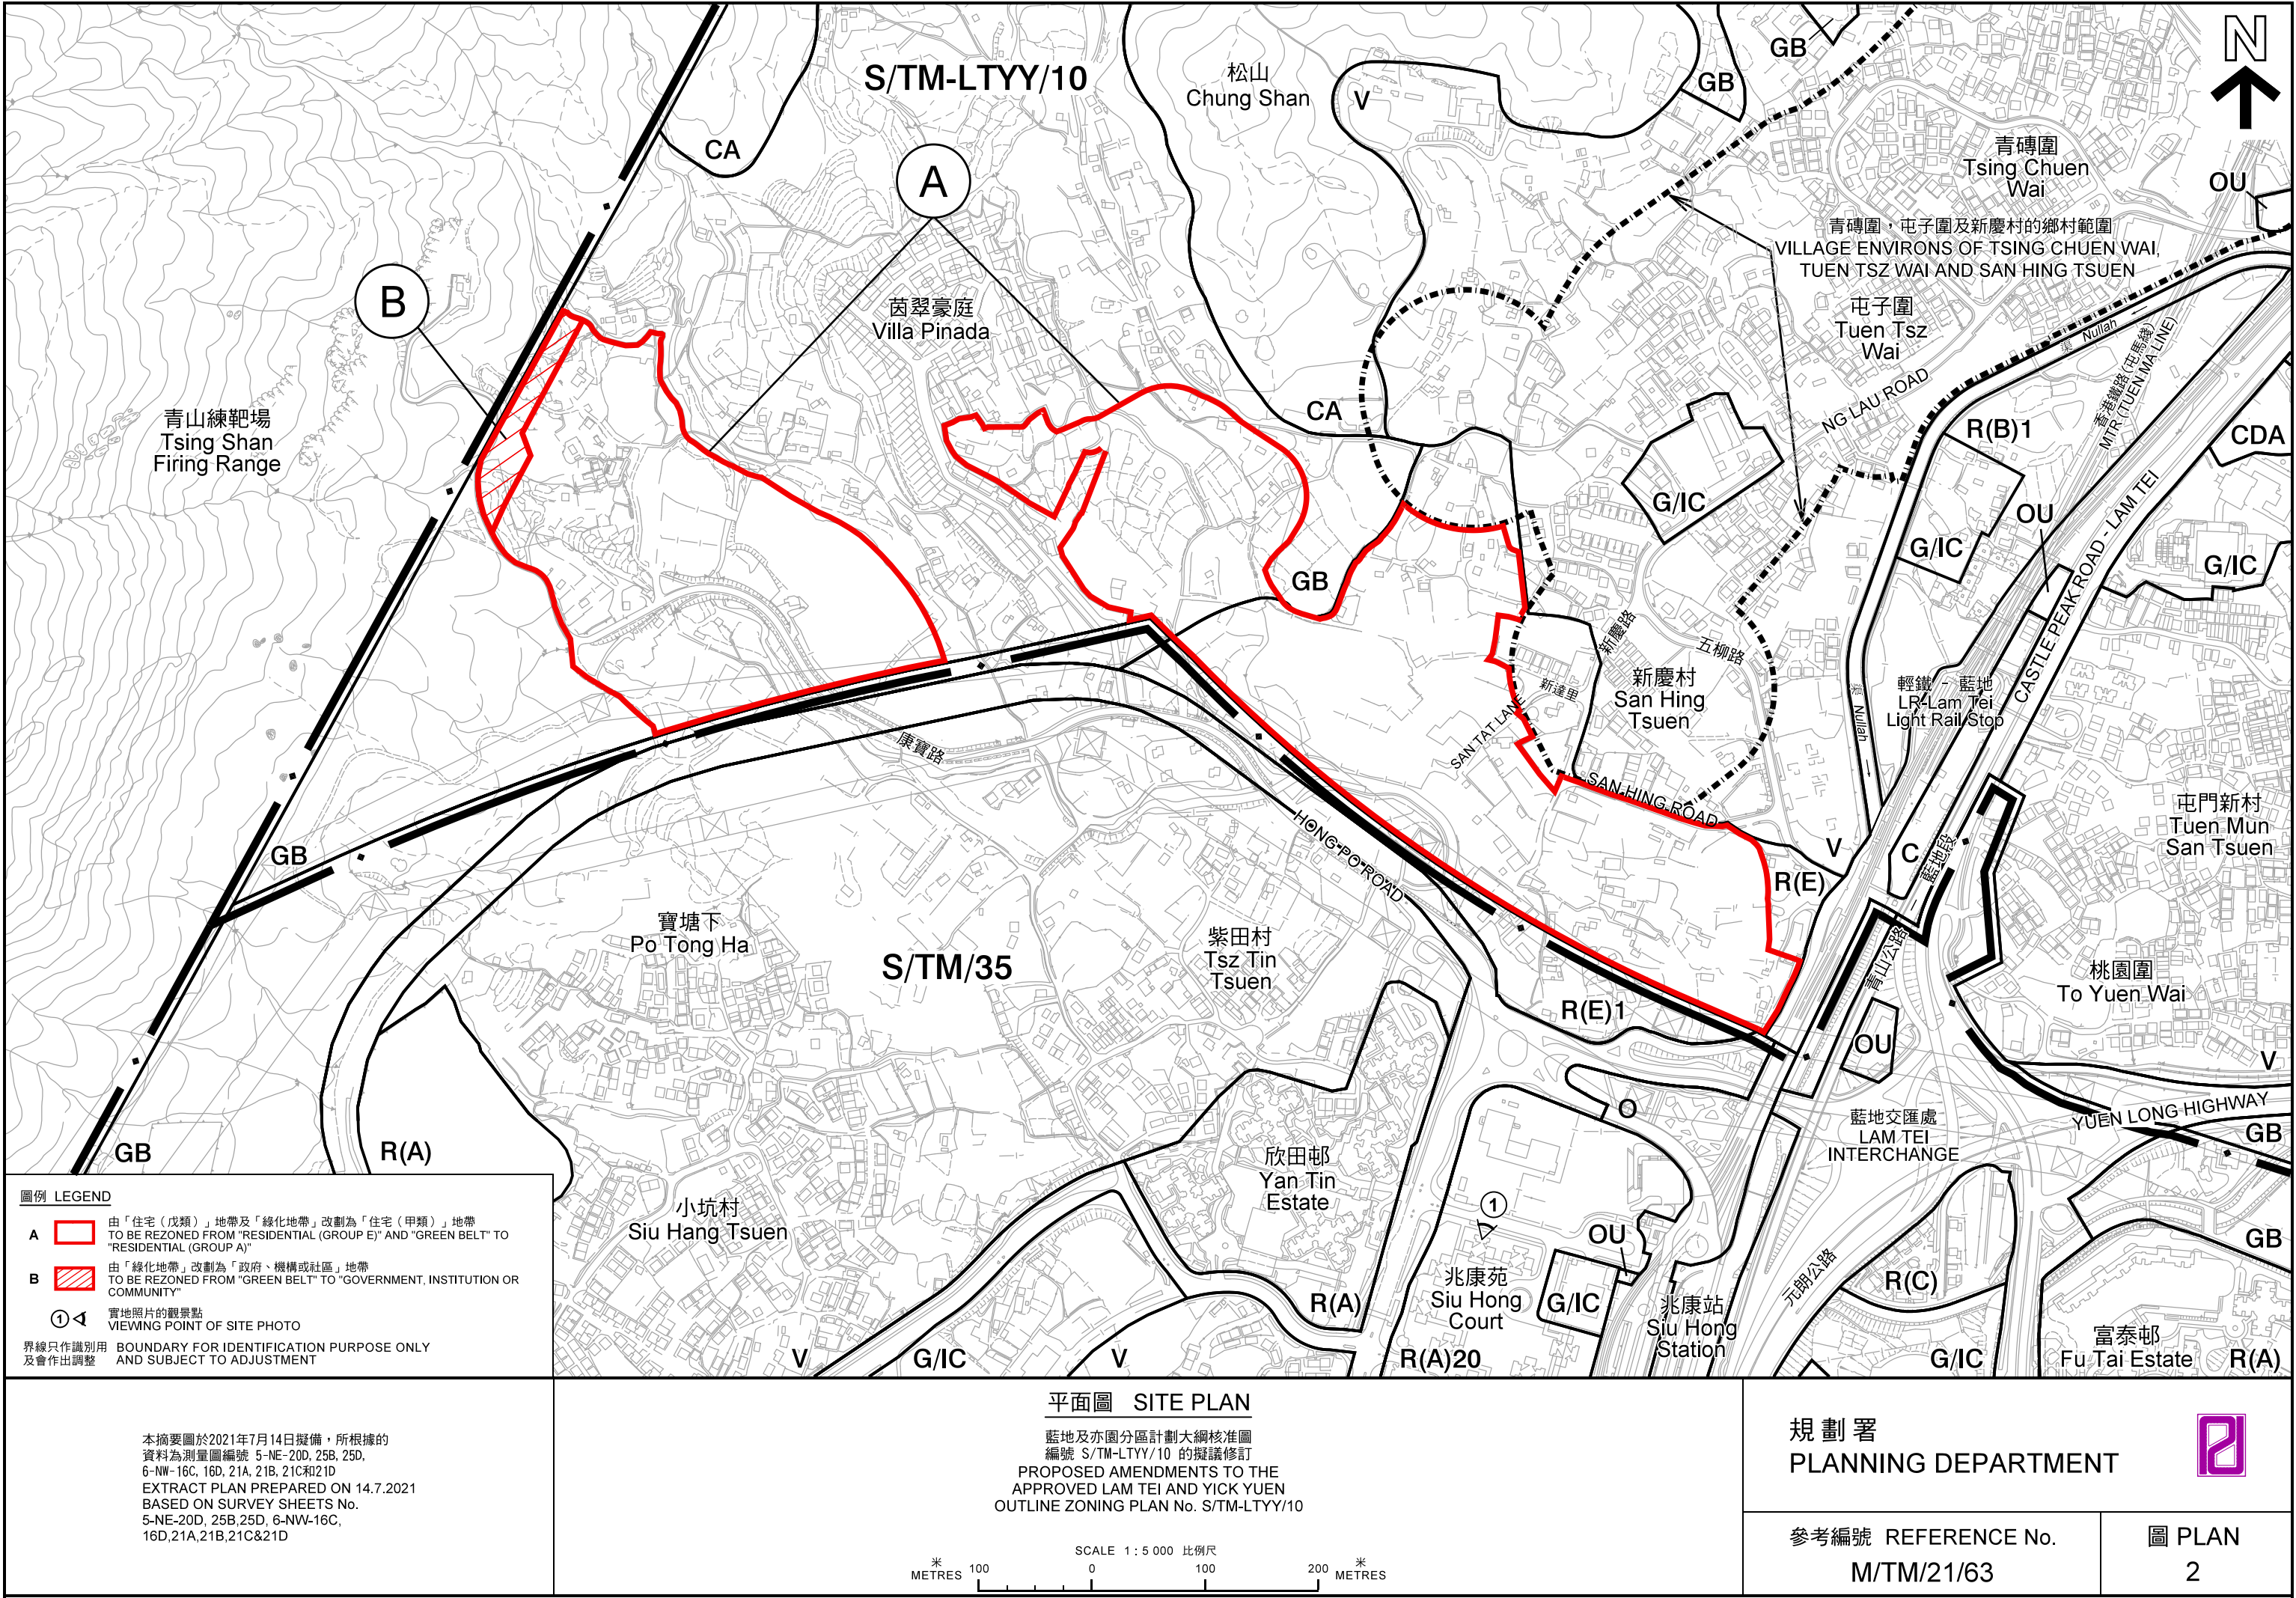 S/TM-LTYY/10
松山
Chung Shan
V
GB
GB
N
CA
A
青磚圍
Tsing Chuen
Wai
OU
青磚圍，屯子圍及新慶村的鄉村範圍
VILLAGE ENVIRONS OF TSING CHUEN WAI,
TUEN TSZ WAI AND SAN HING TSUEN
B
茵翠豪庭
Villa Pinada
屯子圍
Tuen Tsz
Wai
渠 Nullah
香港鐵路（屯馬綫）
MTR (TUEN MA LINE)
青山練靶場
Tsing Shan
Firing Range
CA
NG LAU ROAD
R(B)1
CDA
G/IC
OU
G/IC
G/IC
CASTLE PEAK ROAD - LAM TEI
GB
新慶路
五柳路
新慶村
San Hing
Tsuen
新達里
SAN TAT LANE
渠 Nullah
輕鐵 - 藍地
LR-Lam Tei
Light Rail Stop
康寶路
SAN HING ROAD
HONG PO ROAD
屯門新村
Tuen Mun
San Tsuen
GB
V
C
藍地段
R(E)
寶塘下
Po Tong Ha
紫田村
Tsz Tin
Tsuen
S/TM/35
青山公路
桃園圍
To Yuen Wai
R(E)1
OU
V
O
藍地交匯處
LAM TEI
INTERCHANGE
YUEN LONG HIGHWAY
GB
GB
R(A)
欣田邨
Yan Tin
Estate
小坑村
Siu Hang Tsuen
1
OU
GB
兆康苑
Siu Hong
Court
G/IC
元朗公路
R(C)
R(A)
兆康站
Siu Hong
Station
富泰邨
Fu Tai Estate
V
G/IC
V
R(A)20
G/IC
R(A)
圖例 LEGEND
A
由「住宅（戊類）」地帶及「綠化地帶」改劃為「住宅（甲類）」地帶
TO BE REZONED FROM "RESIDENTIAL (GROUP E)" AND "GREEN BELT" TO
"RESIDENTIAL (GROUP A)"
B
由「綠化地帶」改劃為「政府、機構或社區」地帶
TO BE REZONED FROM "GREEN BELT" TO "GOVERNMENT, INSTITUTION OR
COMMUNITY"
1
實地照片的觀景點
VIEWING POINT OF SITE PHOTO
界線只作識別用 BOUNDARY FOR IDENTIFICATION PURPOSE ONLY
及會作出調整 AND SUBJECT TO ADJUSTMENT
本摘要圖於2021年7月14日擬備，所根據的
資料為測量圖編號 5-NE-20D, 25B, 25D,
6-NW-16C, 16D, 21A, 21B, 21C和21D
EXTRACT PLAN PREPARED ON 14.7.2021
BASED ON SURVEY SHEETS No.
5-NE-20D, 25B,25D, 6-NW-16C,
16D,21A,21B,21C&21D
平面圖 SITE PLAN
藍地及亦園分區計劃大綱核准圖
編號 S/TM-LTYY/10 的擬議修訂
PROPOSED AMENDMENTS TO THE
APPROVED LAM TEI AND YICK YUEN
OUTLINE ZONING PLAN No. S/TM-LTYY/10
SCALE 1 : 5 000 比例尺
米
METRES 100 0 100 200 METRES
米
規劃署
PLANNING DEPARTMENT
參考編號 REFERENCE No.
M/TM/21/63
圖 PLAN
2